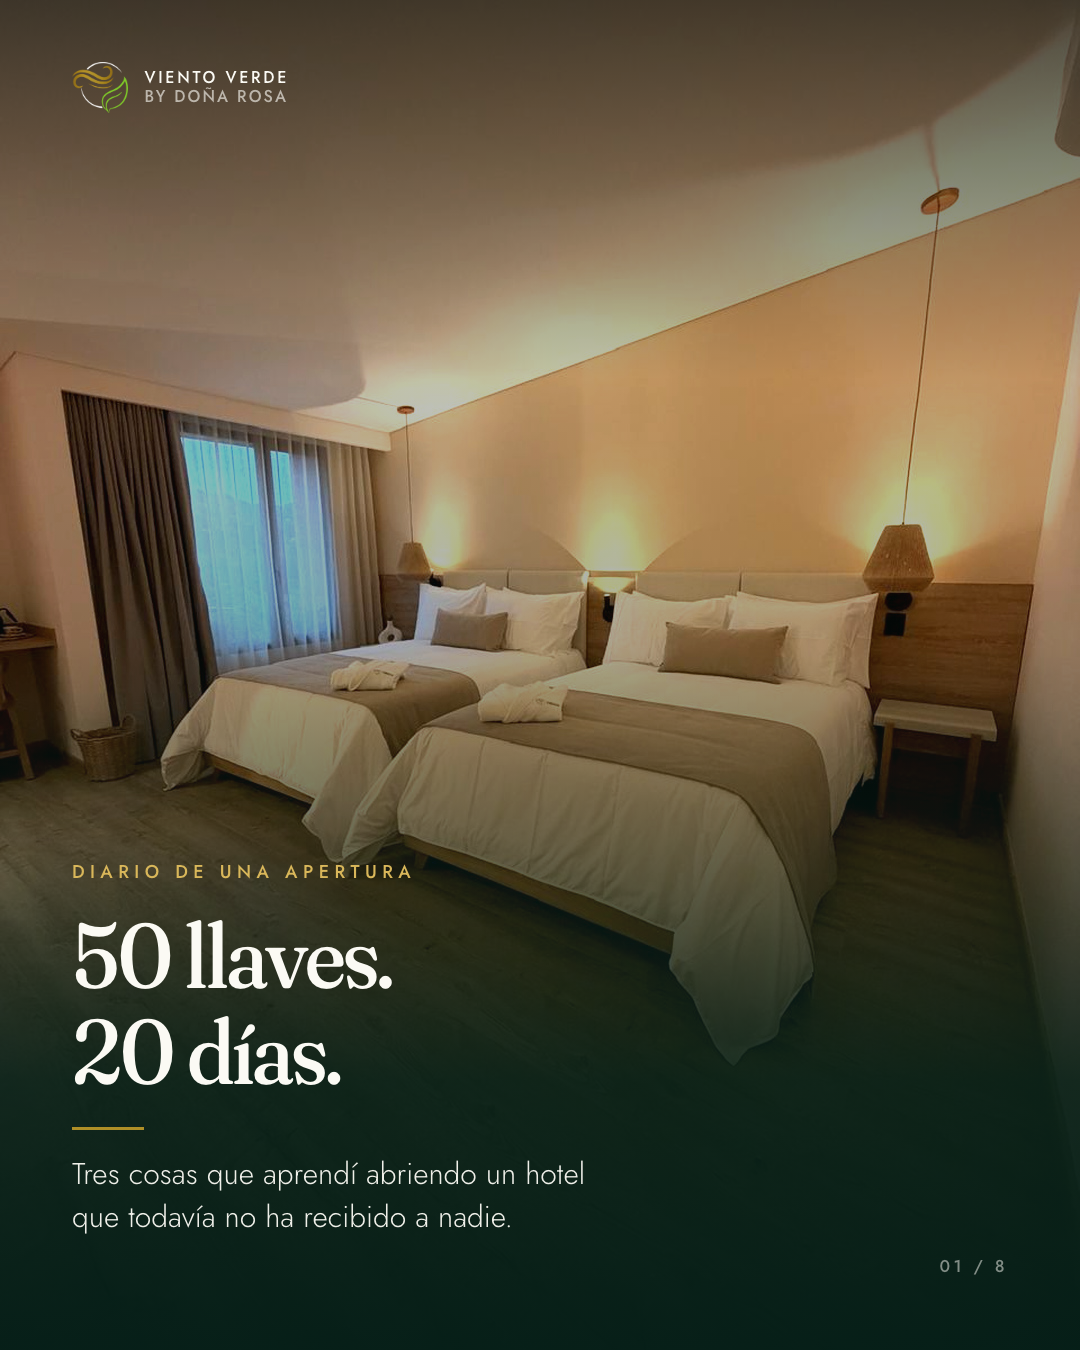 VIENTO VERDE
BY DOÑA ROSA
DIARIO DE UNA APERTURA
50 llaves.
20 días.
Tres cosas que aprendí abriendo un hotel
que todavía no ha recibido a nadie.
01 / 8